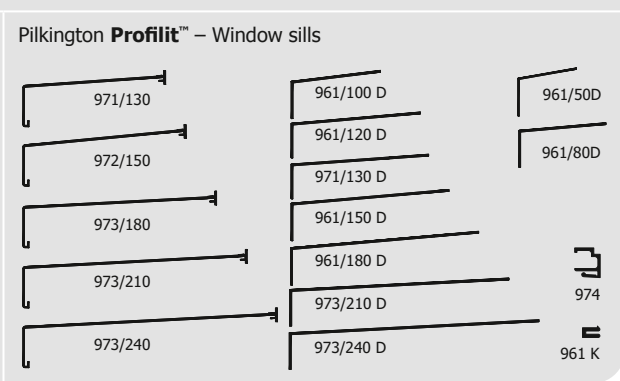 Pilkington Profilit™ – Window sills
971/130
972/150
973/180
973/210
973/240
961/100 D
961/120 D
971/130 D
961/150 D
961/180 D
973/210 D
973/240 D
961/50D
961/80D
974
961 K